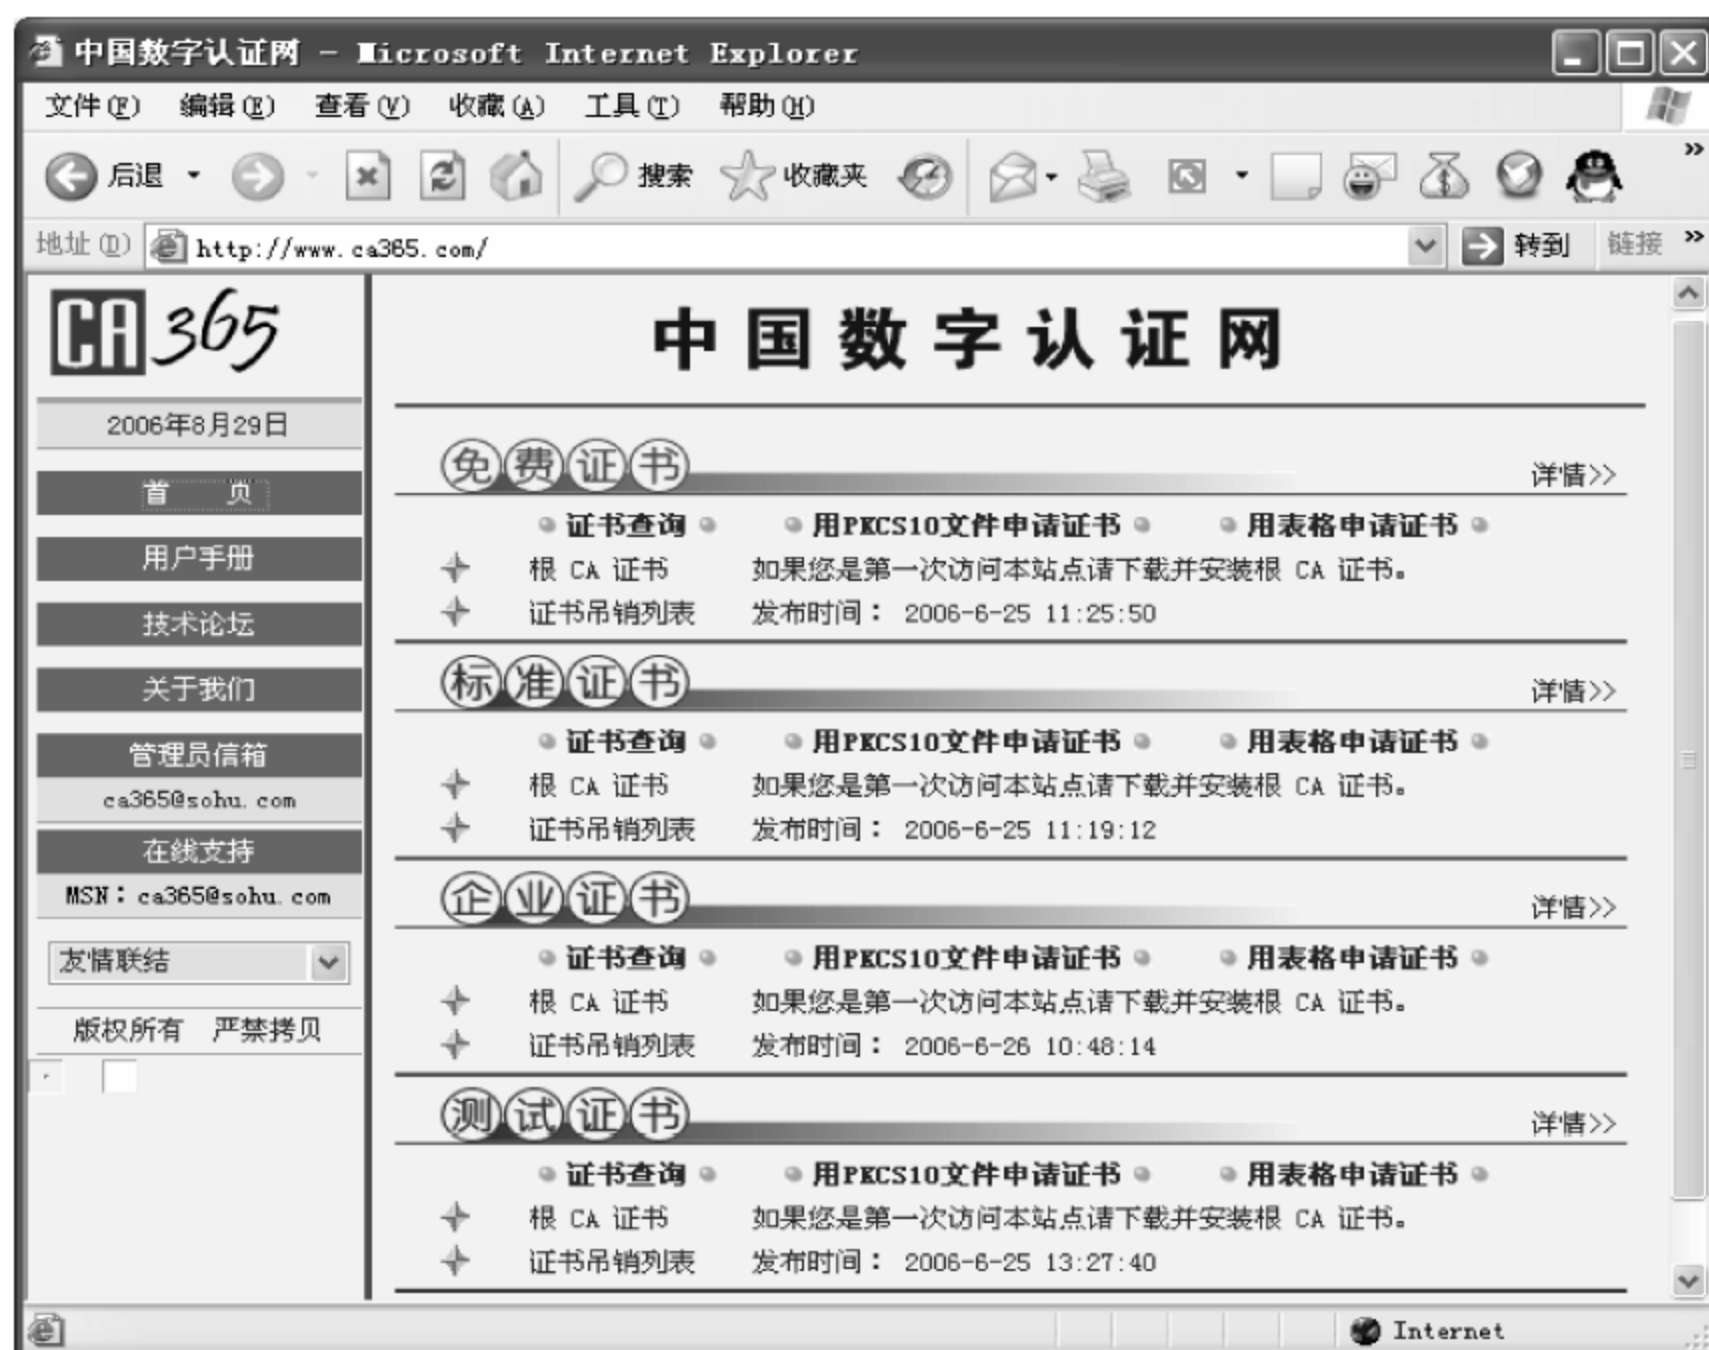 中国数字认证网 - Microsoft Internet Explorer
文件(F) 编辑(E) 查看(V) 收藏(A) 工具(T) 帮助(H)
后退 搜索 收藏夹 »
地址(D) http://www.ca365.com/ 转到 链接 »
CA 365
2006年8月29日
首 页
用户手册
技术论坛
关于我们
管理员信箱
ca365@sohu.com
在线支持
MSN：ca365@sohu.com
友情联结
版权所有 严禁拷贝
中国数字认证网
免费证书 详情>>
证书查询 用PKCS10文件申请证书 用表格申请证书
根 CA 证书 如果您是第一次访问本站点请下载并安装根 CA 证书。
证书吊销列表 发布时间： 2006-6-25 11:25:50
标准证书 详情>>
证书查询 用PKCS10文件申请证书 用表格申请证书
根 CA 证书 如果您是第一次访问本站点请下载并安装根 CA 证书。
证书吊销列表 发布时间： 2006-6-25 11:19:12
企业证书 详情>>
证书查询 用PKCS10文件申请证书 用表格申请证书
根 CA 证书 如果您是第一次访问本站点请下载并安装根 CA 证书。
证书吊销列表 发布时间： 2006-6-26 10:48:14
测试证书 详情>>
证书查询 用PKCS10文件申请证书 用表格申请证书
根 CA 证书 如果您是第一次访问本站点请下载并安装根 CA 证书。
证书吊销列表 发布时间： 2006-6-25 13:27:40
Internet